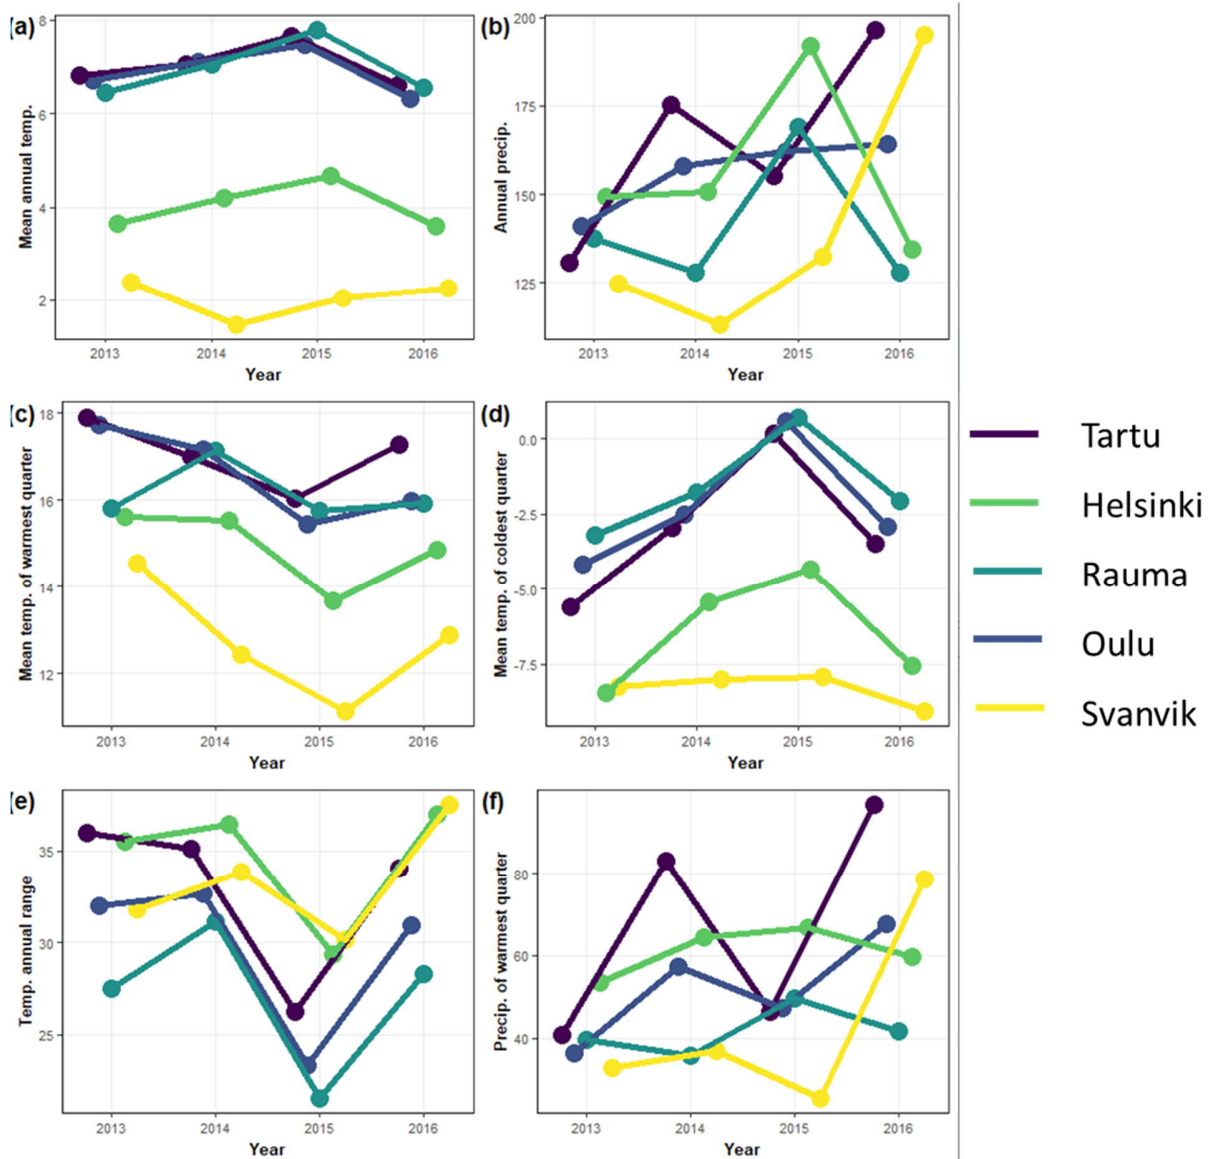 (a)
Mean annual temp.
8
6
4
2
2013 2014 2015 2016
Year
(b)
Annual precip.
200
175
150
125
2013 2014 2015 2016
Year
(c)
Mean temp. of warmest quarter
18
16
14
12
2013 2014 2015 2016
Year
(d)
Mean temp. of coldest quarter
0.0
-2.5
-5.0
-7.5
2013 2014 2015 2016
Year
(e)
Temp. annual range
35
30
25
2013 2014 2015 2016
Year
(f)
Precip. of warmest quarter
80
60
40
2013 2014 2015 2016
Year
Tartu
Helsinki
Rauma
Oulu
Svanvik